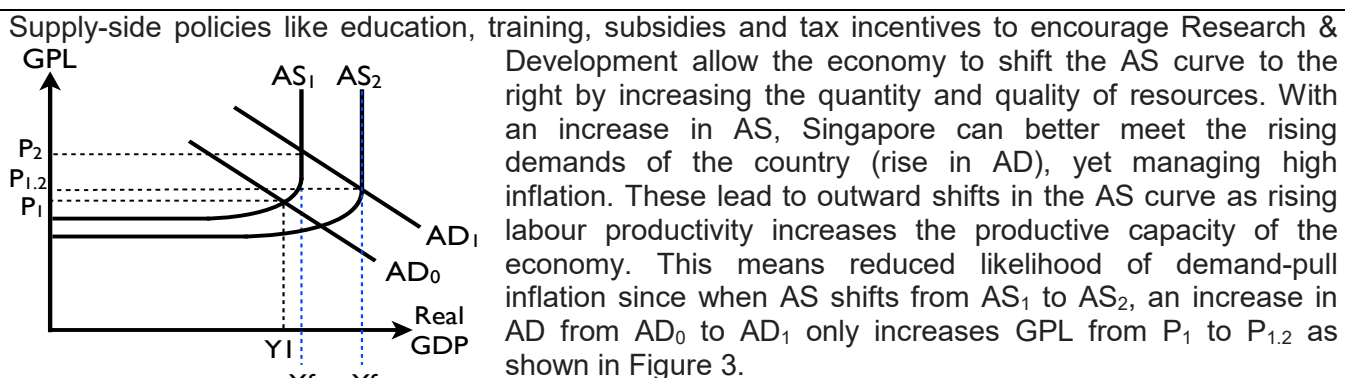 Supply-side policies like education, training, subsidies and tax incentives to encourage Research &
Development allow the economy to shift the AS curve to the
right by increasing the quantity and quality of resources. With
an increase in AS, Singapore can better meet the rising
demands of the country (rise in AD), yet managing high
inflation. These lead to outward shifts in the AS curve as rising
labour productivity increases the productive capacity of the
economy. This means reduced likelihood of demand-pull
inflation since when AS shifts from AS₁ to AS₂, an increase in
AD from AD₀ to AD₁ only increases GPL from P₁ to P₁.₂ as
shown in Figure 3.
GPL
AS₁ AS₂
P₂
P₁.₂
P₁
AD₁
AD₀
Real
GDP
Y1